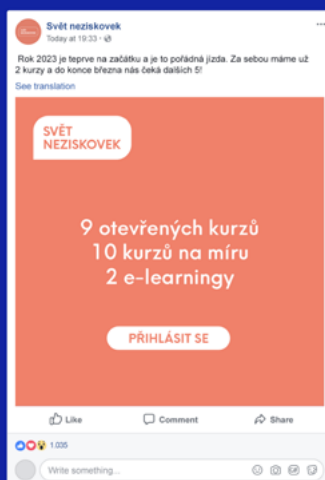 Svět neziskovek
Today at 19:33
Rok 2023 je teprve na začátku a je to pořádná jízda. Za sebou máme už
2 kurzy a do konce března nás čeká dalších 5!
See translation
SVĚT
NEZISKOVEK
9 otevřených kurzů
10 kurzů na míru
2 e-learningy
PŘIHLÁSIT SE
Like Comment Share
1.035
Write something...